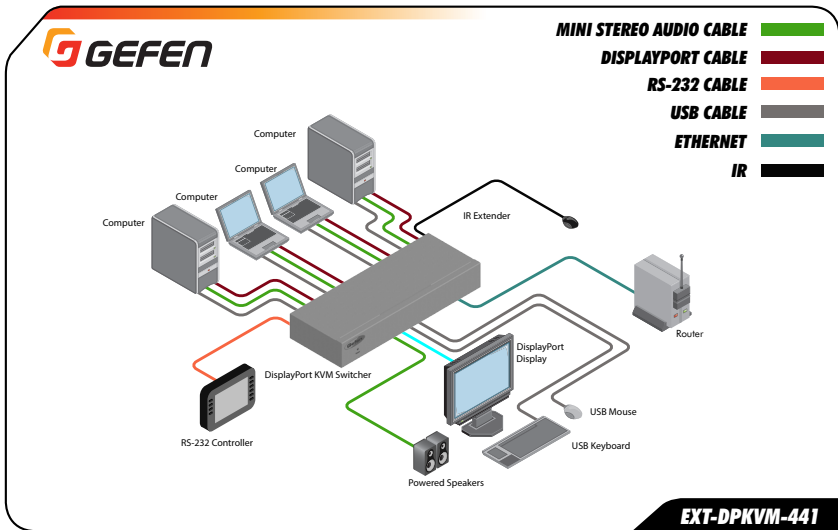 GEFEN
MINI STEREO AUDIO CABLE
DISPLAYPORT CABLE
RS-232 CABLE
USB CABLE
ETHERNET
IR
Computer
Computer
Computer
Computer
IR Extender
Router
DisplayPort
Display
DisplayPort KVM Switcher
USB Mouse
RS-232 Controller
USB Keyboard
Powered Speakers
EXT-DPKVM-441